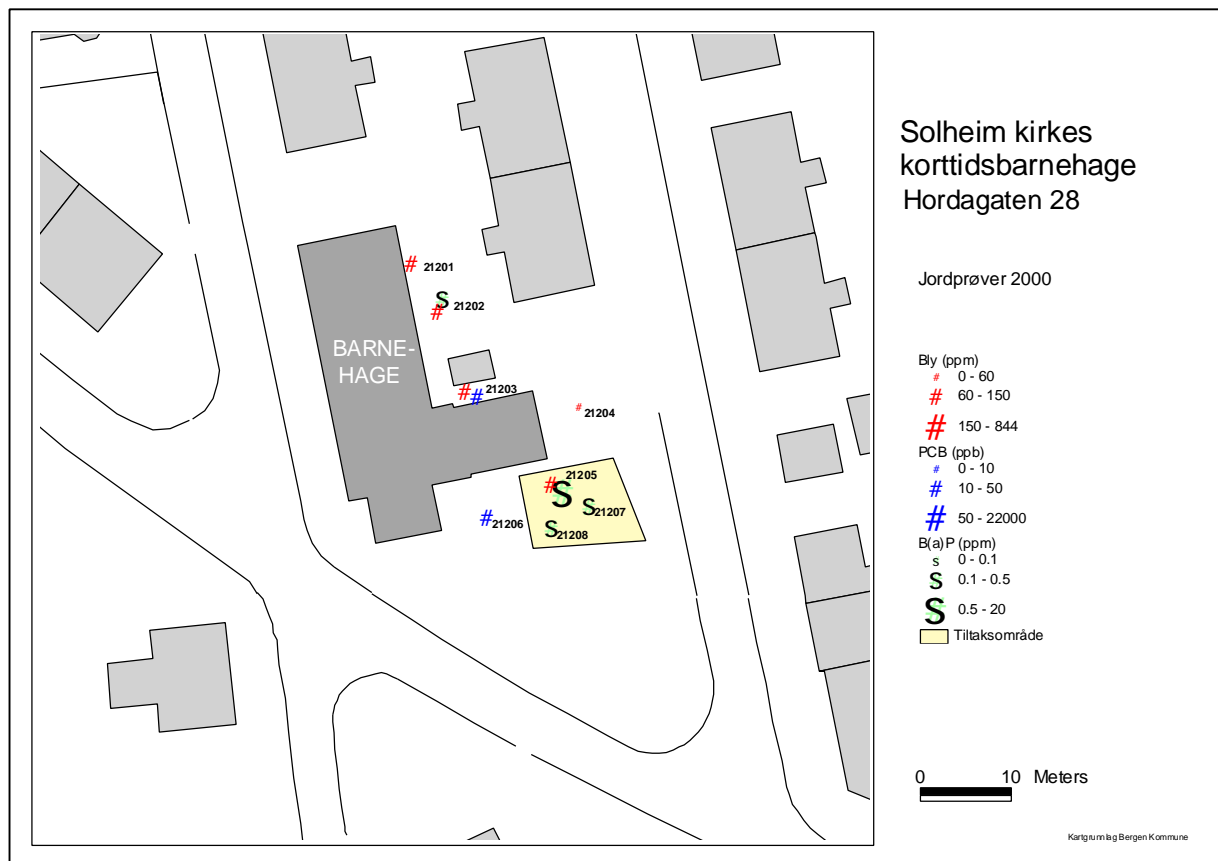 Solheim kirkes
korttidsbarnehage
Hordagaten 28
Jordprøver 2000
Bly (ppm)
# 0 - 60
# 60 - 150
# 150 - 844
PCB (ppb)
# 0 - 10
# 10 - 50
# 50 - 22000
B(a)P (ppm)
s 0 - 0.1
s 0.1 - 0.5
s 0.5 - 20
Tiltaksområde
# 21201
s
# 21202
BARNE-
HAGE
# # 21203
# 21204
# s 21205
s 21207
# 21206
s 21208
0 10 Meters
Kartgrunnlag Bergen Kommune